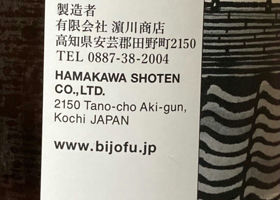 製造者
有限会社 濵川商店
高知県安芸郡田野町2150
TEL 0887-38-2004
HAMAKAWA SHOTEN
CO.,LTD.
2150 Tano-cho Aki-gun,
Kochi JAPAN
www.bijofu.jp